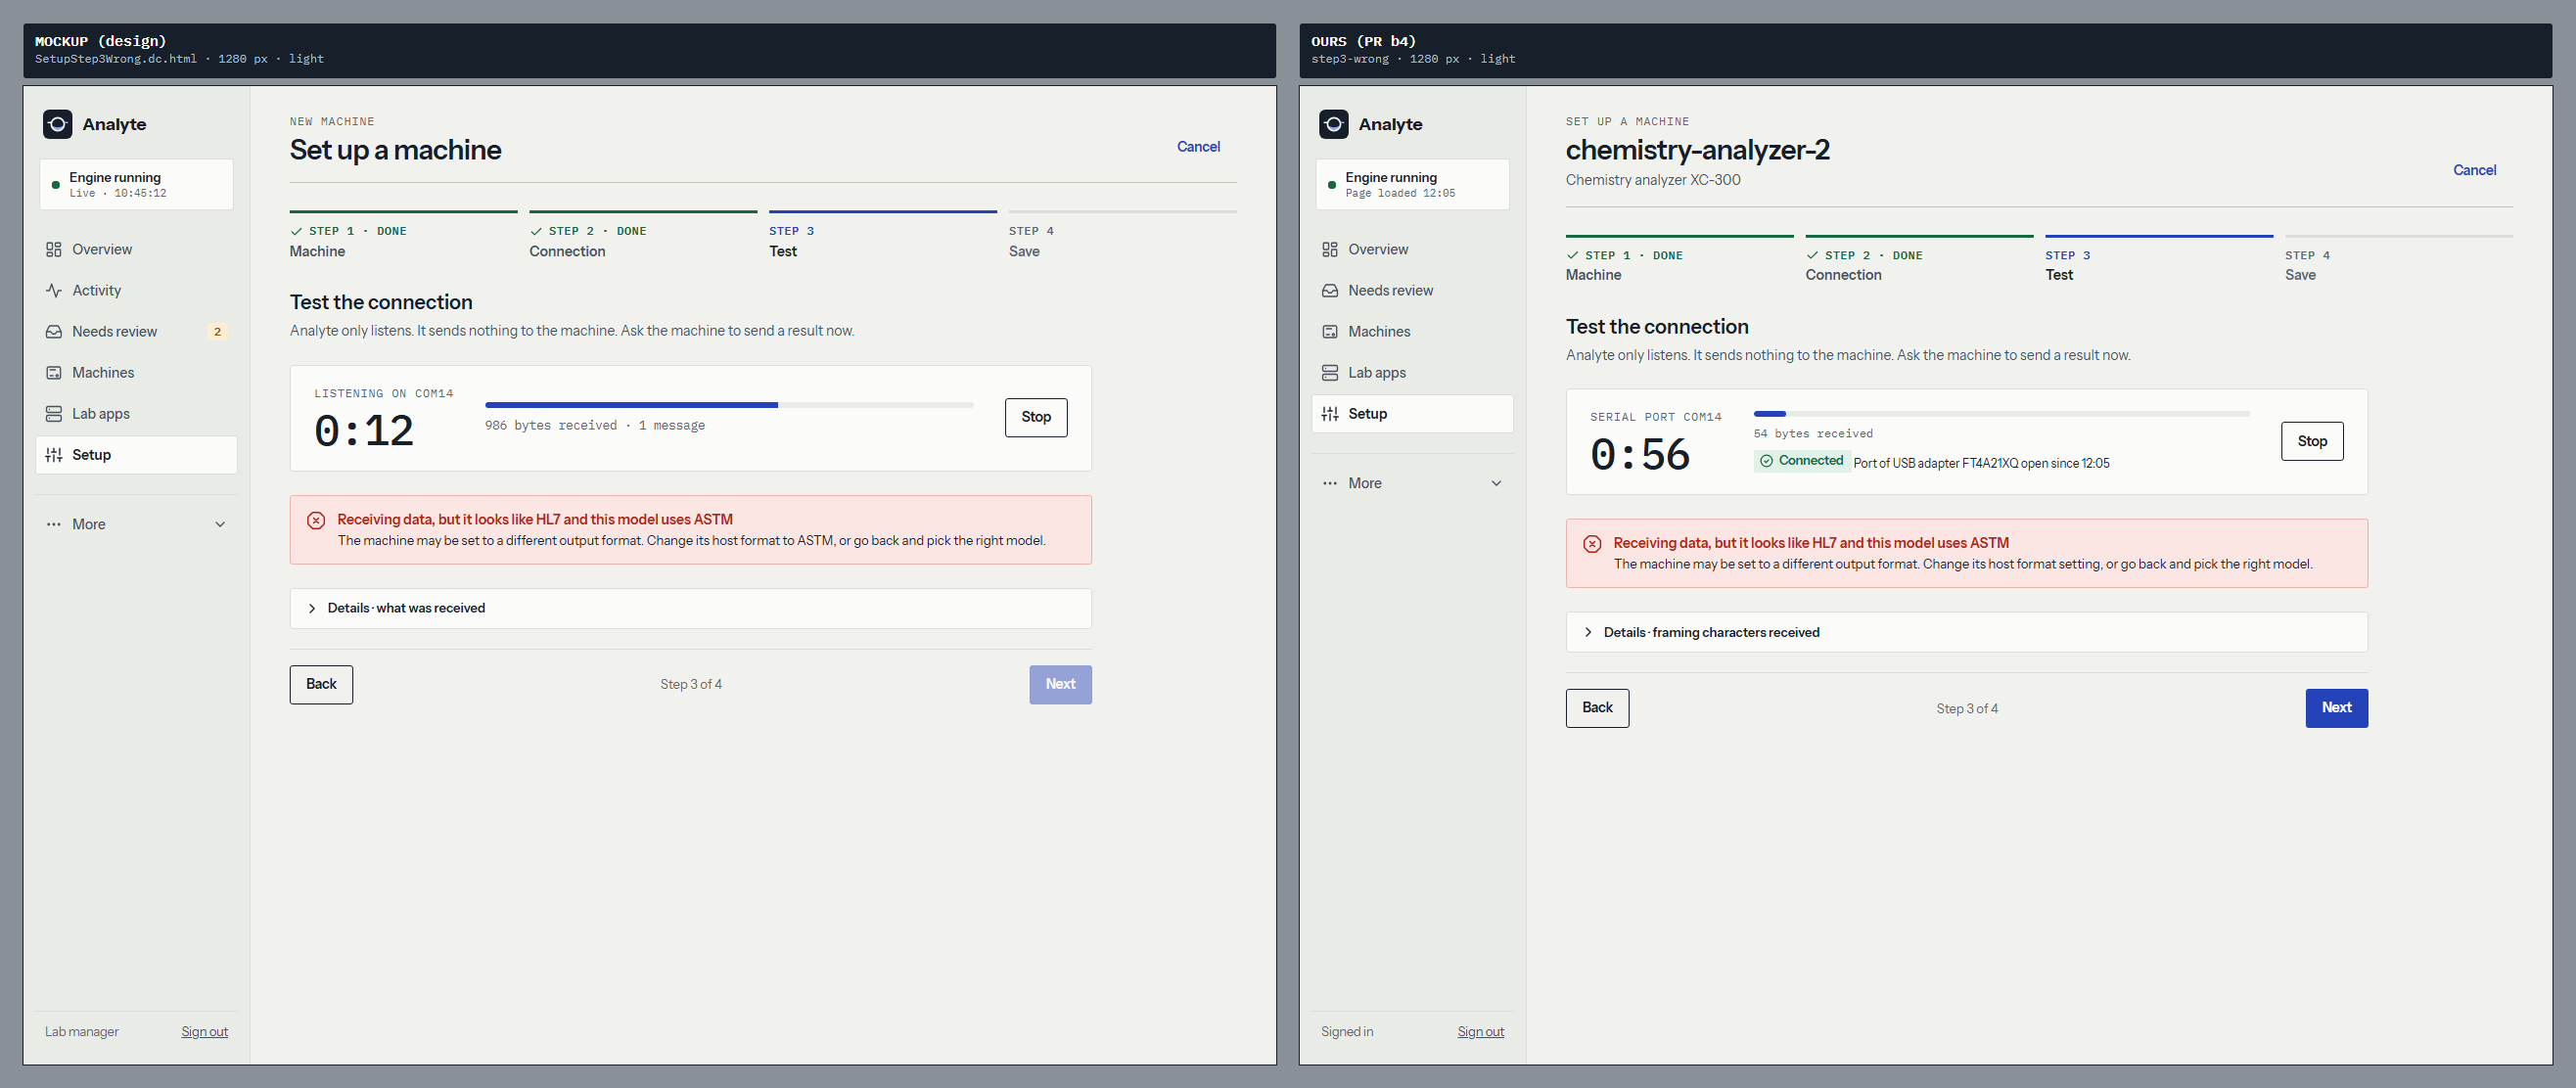 MOCKUP (design)
SetupStep3Wrong.dc.html · 1280 px · light
Analyte
Engine running
Live · 10:45:12
Overview
Activity
Needs review 2
Machines
Lab apps
Setup
More
Lab manager Sign out
NEW MACHINE
Set up a machine
Cancel
STEP 1 · DONE
Machine
STEP 2 · DONE
Connection
STEP 3
Test
STEP 4
Save
Test the connection
Analyte only listens. It sends nothing to the machine. Ask the machine to send a result now.
LISTENING ON COM14
0:12
986 bytes received · 1 message
Stop
Receiving data, but it looks like HL7 and this model uses ASTM
The machine may be set to a different output format. Change its host format to ASTM, or go back and pick the right model.
Details · what was received
Back Step 3 of 4 Next
OURS (PR b4)
step3-wrong · 1280 px · light
Analyte
Engine running
Page loaded 12:05
Overview
Needs review
Machines
Lab apps
Setup
More
Signed in Sign out
SET UP A MACHINE
chemistry-analyzer-2
Chemistry analyzer XC-300
Cancel
STEP 1 · DONE
Machine
STEP 2 · DONE
Connection
STEP 3
Test
STEP 4
Save
Test the connection
Analyte only listens. It sends nothing to the machine. Ask the machine to send a result now.
SERIAL PORT COM14
0:56
54 bytes received
Connected Port of USB adapter FT4A21XQ open since 12:05
Stop
Receiving data, but it looks like HL7 and this model uses ASTM
The machine may be set to a different output format. Change its host format setting, or go back and pick the right model.
Details · framing characters received
Back Step 3 of 4 Next